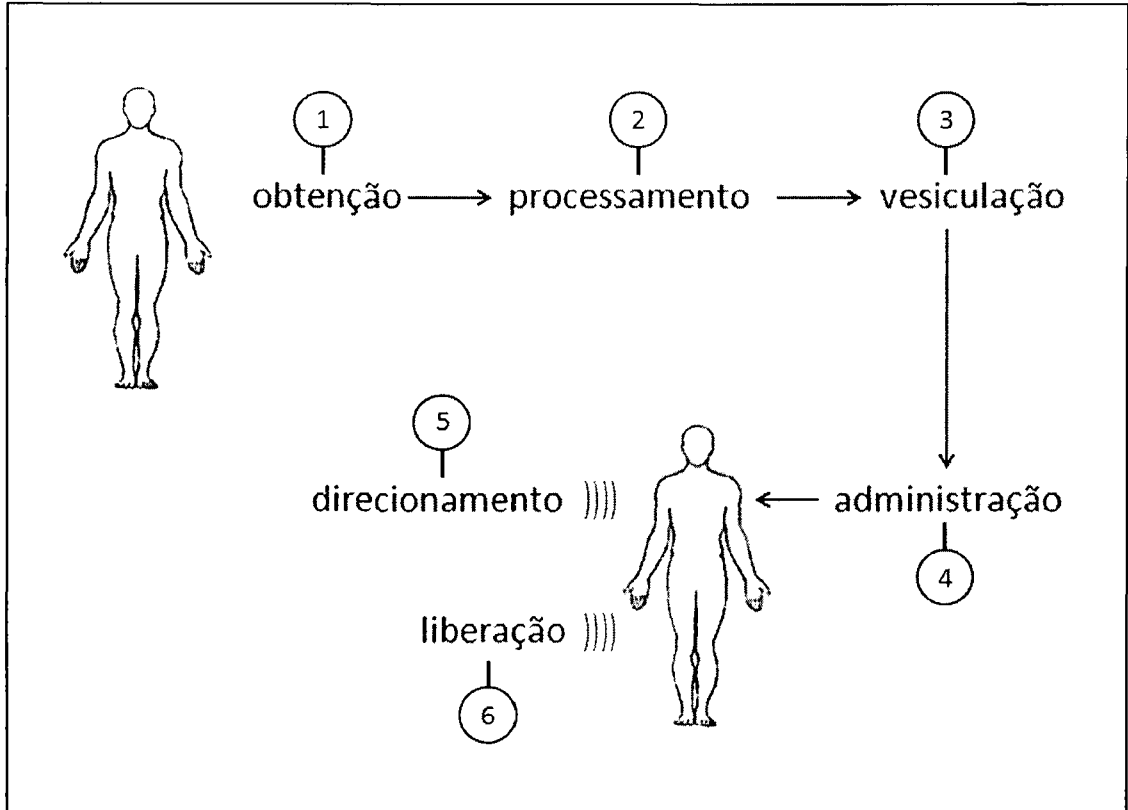 1 2 3
obtenção processamento vesiculação
5
direcionamento administração
4
liberação
6